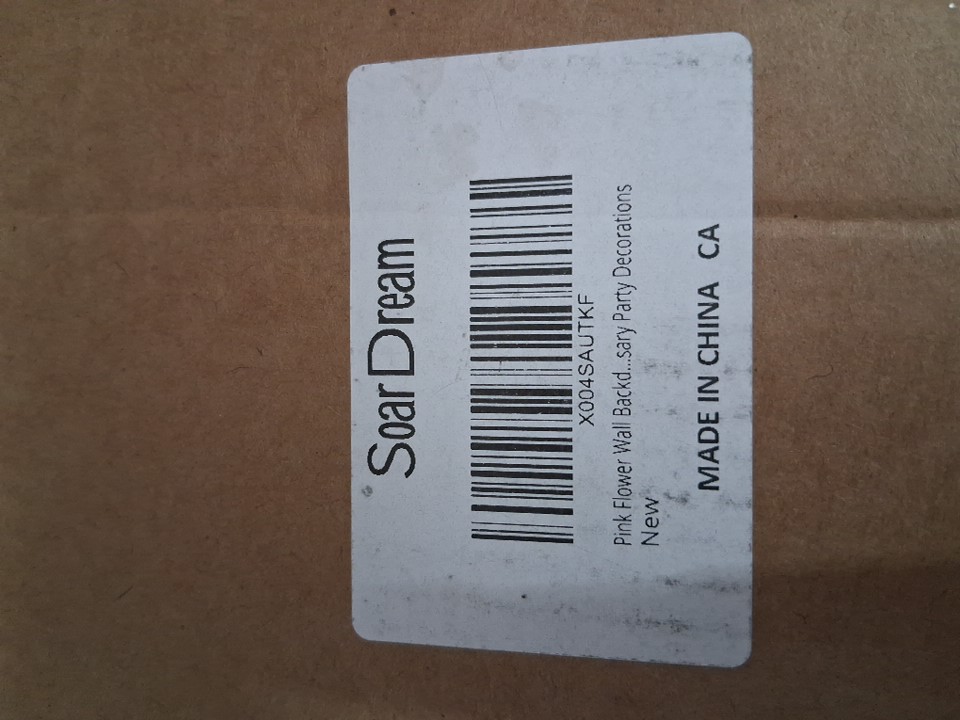 Soar Dream
X004SAUTKF
Pink Flower Wall Backd...sary Party Decorations
New
MADE IN CHINA CA